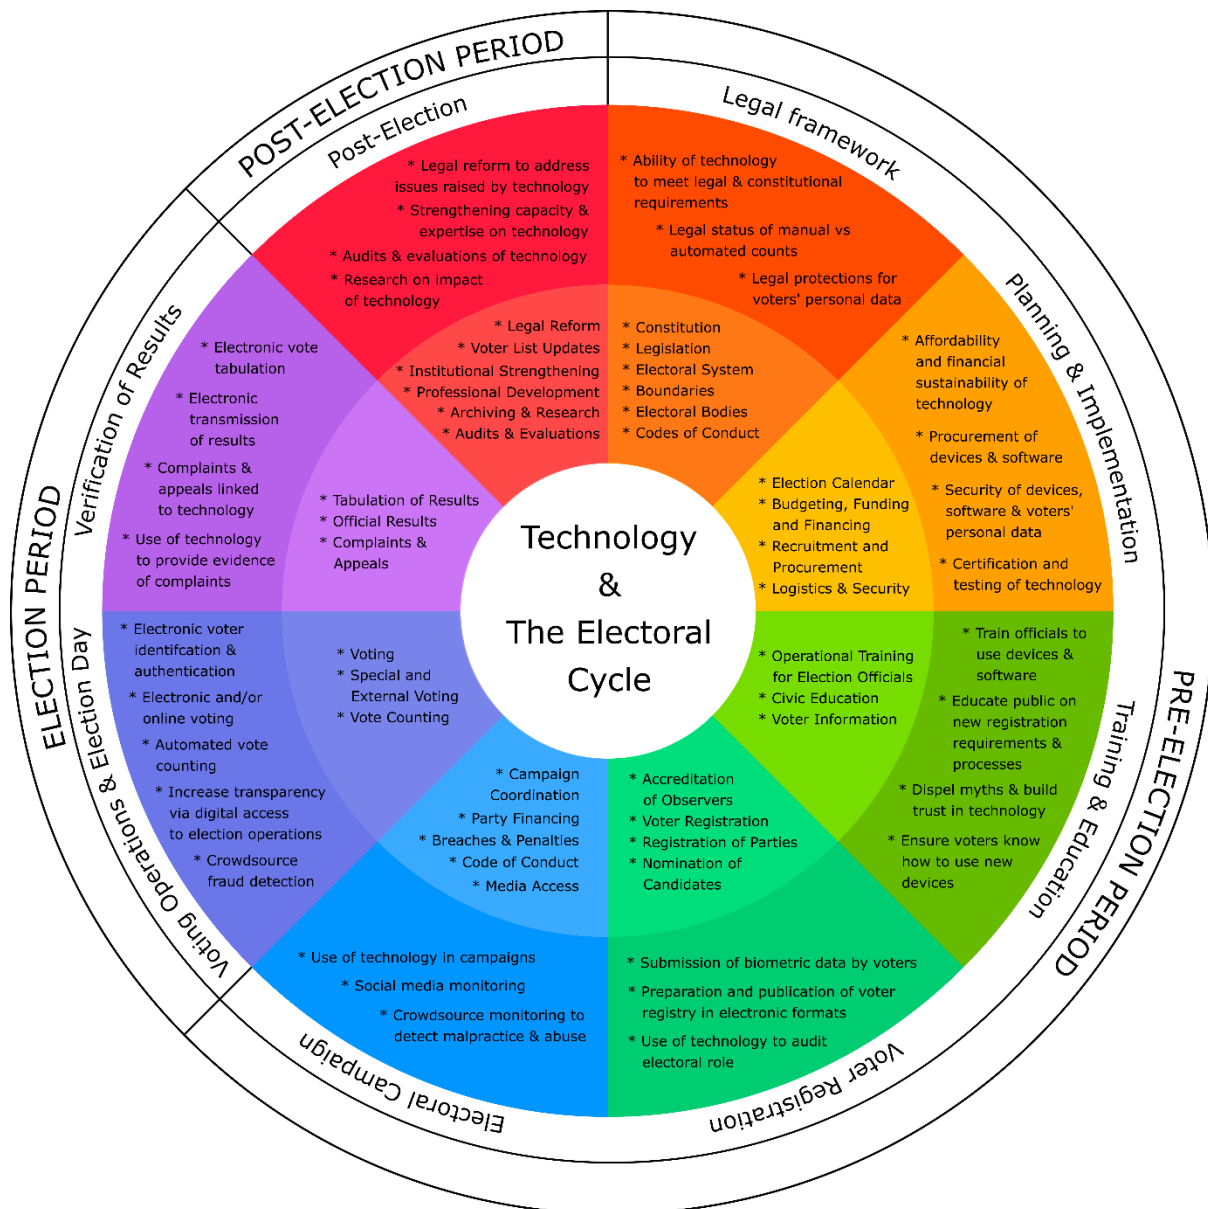 POST-ELECTION PERIOD
Post-Election
* Legal reform to address
issues raised by technology
* Strengthening capacity &
expertise on technology
* Audits & evaluations of technology
* Research on impact
of technology
* Legal Reform
* Voter List Updates
* Institutional Strengthening
* Professional Development
* Archiving & Research
* Audits & Evaluations
Legal framework
* Ability of technology
to meet legal & constitutional
requirements
* Legal status of manual vs
automated counts
* Legal protections for
voters' personal data
* Constitution
* Legislation
* Electoral System
* Boundaries
* Electoral Bodies
* Codes of Conduct
Planning & Implementation
* Affordability
and financial
sustainability of
technology
* Procurement of
devices & software
* Security of devices,
software & voters'
personal data
* Certification and
testing of technology
* Election Calendar
* Budgeting, Funding
and Financing
* Recruitment and
Procurement
* Logistics & Security
PRE-ELECTION PERIOD
Training & Education
* Train officials to
use devices &
software
* Educate public on
new registration
requirements &
processes
* Dispel myths & build
trust in technology
* Ensure voters know
how to use new
devices
* Operational Training
for Election Officials
* Civic Education
* Voter Information
Voter Registration
* Accreditation
of Observers
* Voter Registration
* Registration of Parties
* Nomination of
Candidates
* Submission of biometric data by voters
* Preparation and publication of voter
registry in electronic formats
* Use of technology to audit
electoral role
Electoral Campaign
* Campaign
Coordination
* Party Financing
* Breaches & Penalties
* Code of Conduct
* Media Access
* Use of technology in campaigns
* Social media monitoring
* Crowdsource monitoring to
detect malpractice & abuse
ELECTION PERIOD
Voting Operations & Election Day
* Electronic voter
identifcation &
authentication
* Electronic and/or
online voting
* Automated vote
counting
* Increase transparency
via digital access
to election operations
* Crowdsource
fraud detection
* Voting
* Special and
External Voting
* Vote Counting
Verification of Results
* Electronic vote
tabulation
* Electronic
transmission
of results
* Complaints &
appeals linked
to technology
* Use of technology
to provide evidence
of complaints
* Tabulation of Results
* Official Results
* Complaints &
Appeals
Technology
&
The Electoral
Cycle